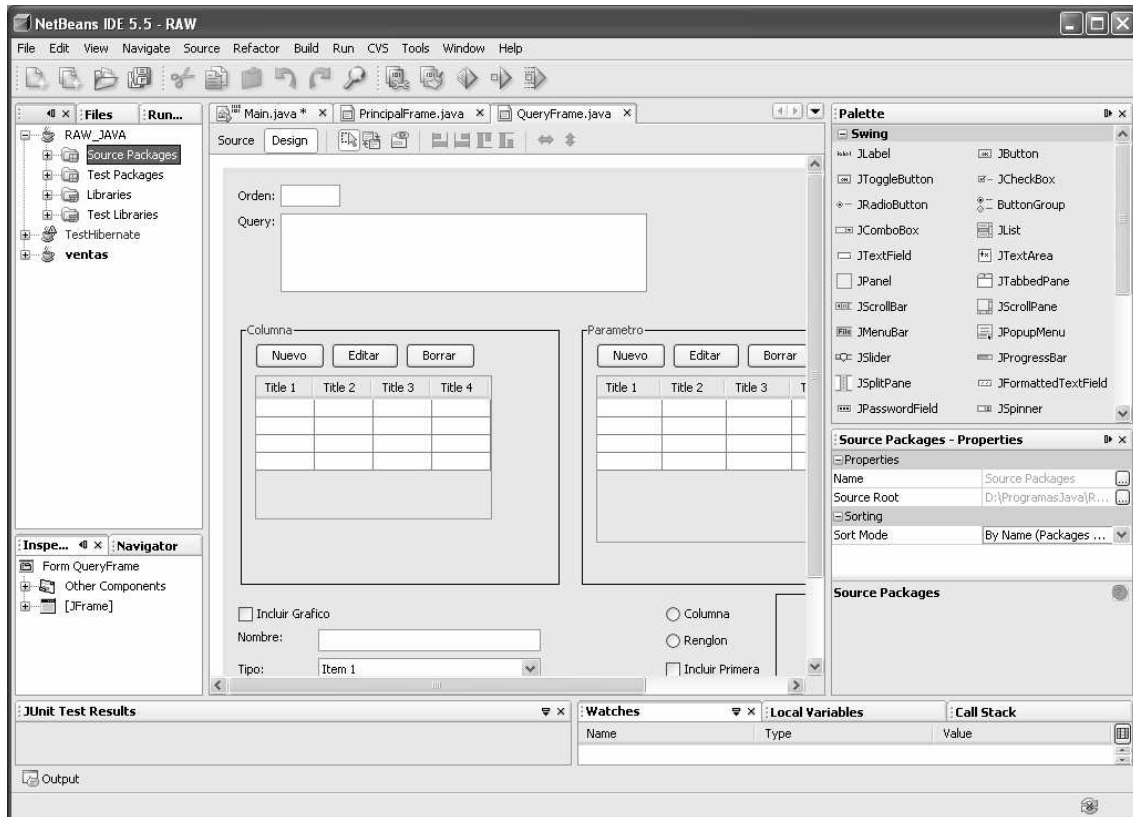 NetBeans IDE 5.5 - RAW
File Edit View Navigate Source Refactor Build Run CVS Tools Window Help
Files Run...
RAW_JAVA
Source Packages
Test Packages
Libraries
Test Libraries
TestHibernate
ventas
Main.java * PrincipalFrame.java QueryFrame.java
Source Design
Orden:
Query:
Columna
Nuevo Editar Borrar
Title 1 Title 2 Title 3 Title 4
Parametro
Nuevo Editar Borrar
Title 1 Title 2 Title 3 T
Incluir Grafico
Nombre:
Tipo: Item 1
Columna
Renglon
Incluir Primera
Palette
Swing
JLabel JButton
JToggleButton JCheckBox
JRadioButton ButtonGroup
JComboBox JList
JTextField JTextArea
JPanel JTabbedPane
JScrollBar JScrollPane
JMenuBar JPopupMenu
JSlider JProgressBar
JSplitPane JFormattedTextField
JPasswordField JSpinner
Source Packages - Properties
Properties
Name Source Packages ...
Source Root D:\ProgramasJava\R... ...
Sorting
Sort Mode By Name (Packages ...
Source Packages
Inspe... Navigator
Form QueryFrame
Other Components
[JFrame]
JUnit Test Results
Watches Local Variables Call Stack
Name Type Value
Output